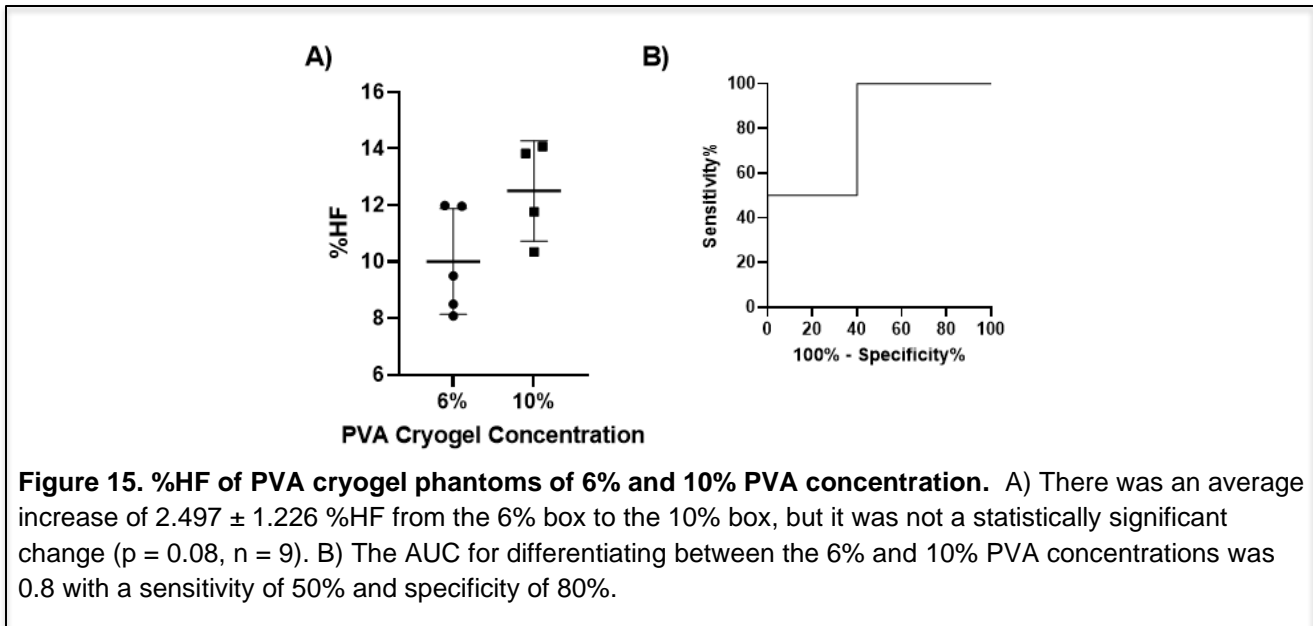 A)
B)
16
14
12
10
8
6
%HF
6%
10%
PVA Cryogel Concentration
100
80
60
40
20
0
Sensitivity%
0
20
40
60
80
100
100% - Specificity%
Figure 15. %HF of PVA cryogel phantoms of 6% and 10% PVA concentration. A) There was an average
increase of 2.497 ± 1.226 %HF from the 6% box to the 10% box, but it was not a statistically significant
change (p = 0.08, n = 9). B) The AUC for differentiating between the 6% and 10% PVA concentrations was
0.8 with a sensitivity of 50% and specificity of 80%.